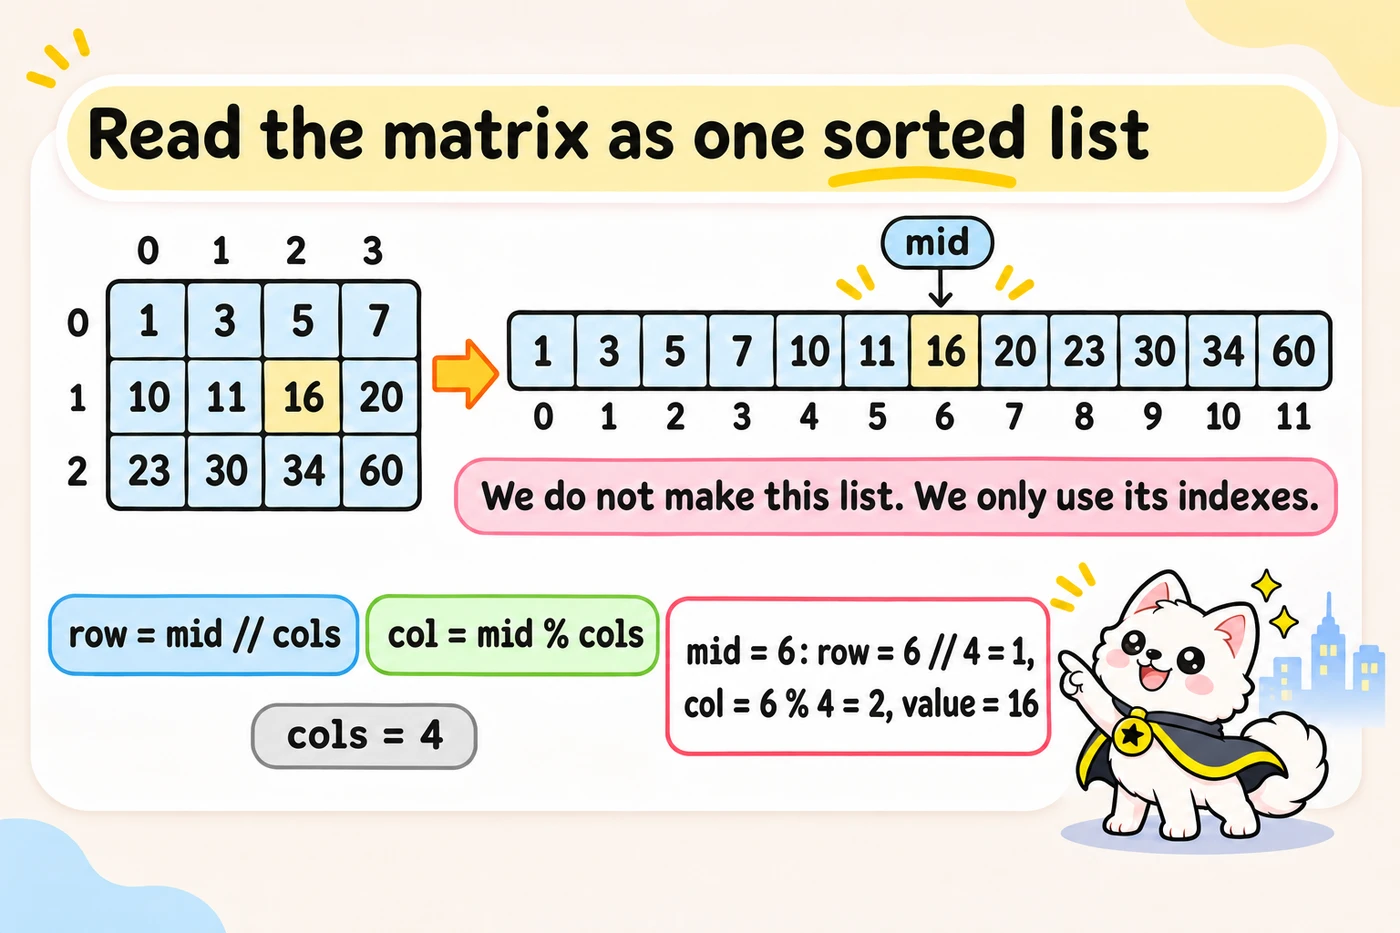 Read the matrix as one sorted list
mid
0 1 2 3
0 1 3 5 7
1 10 11 16 20
2 23 30 34 60
1 3 5 7 10 11 16 20 23 30 34 60
0 1 2 3 4 5 6 7 8 9 10 11
We do not make this list. We only use its indexes.
row = mid // cols
col = mid % cols
cols = 4
mid = 6: row = 6 // 4 = 1,
col = 6 % 4 = 2, value = 16